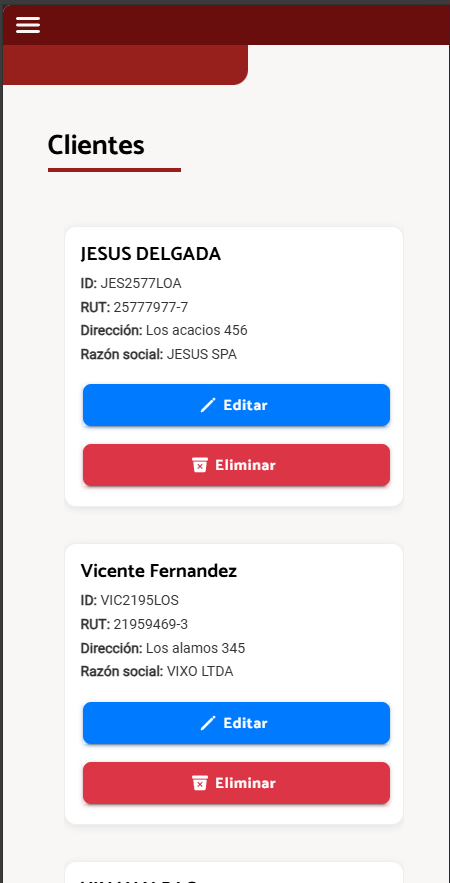 Clientes
JESUS DELGADA
ID: JES2577LOA
RUT: 25777977-7
Dirección: Los acacios 456
Razón social: JESUS SPA
Editar
Eliminar
Vicente Fernandez
ID: VIC2195LOS
RUT: 21959469-3
Dirección: Los alamos 345
Razón social: VIXO LTDA
Editar
Eliminar